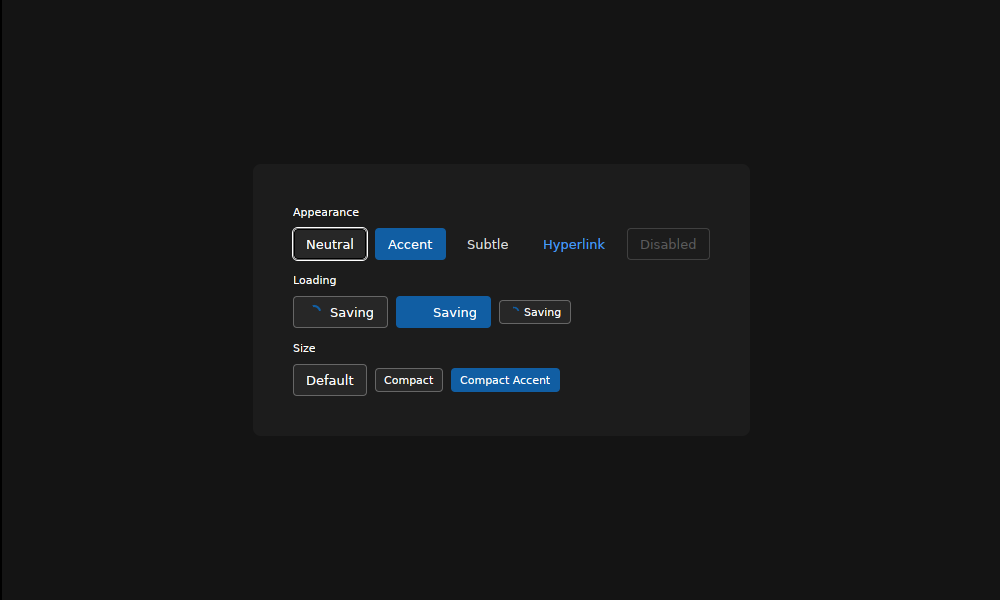 Appearance
Neutral Accent Subtle Hyperlink Disabled
Loading
Saving Saving Saving
Size
Default Compact Compact Accent